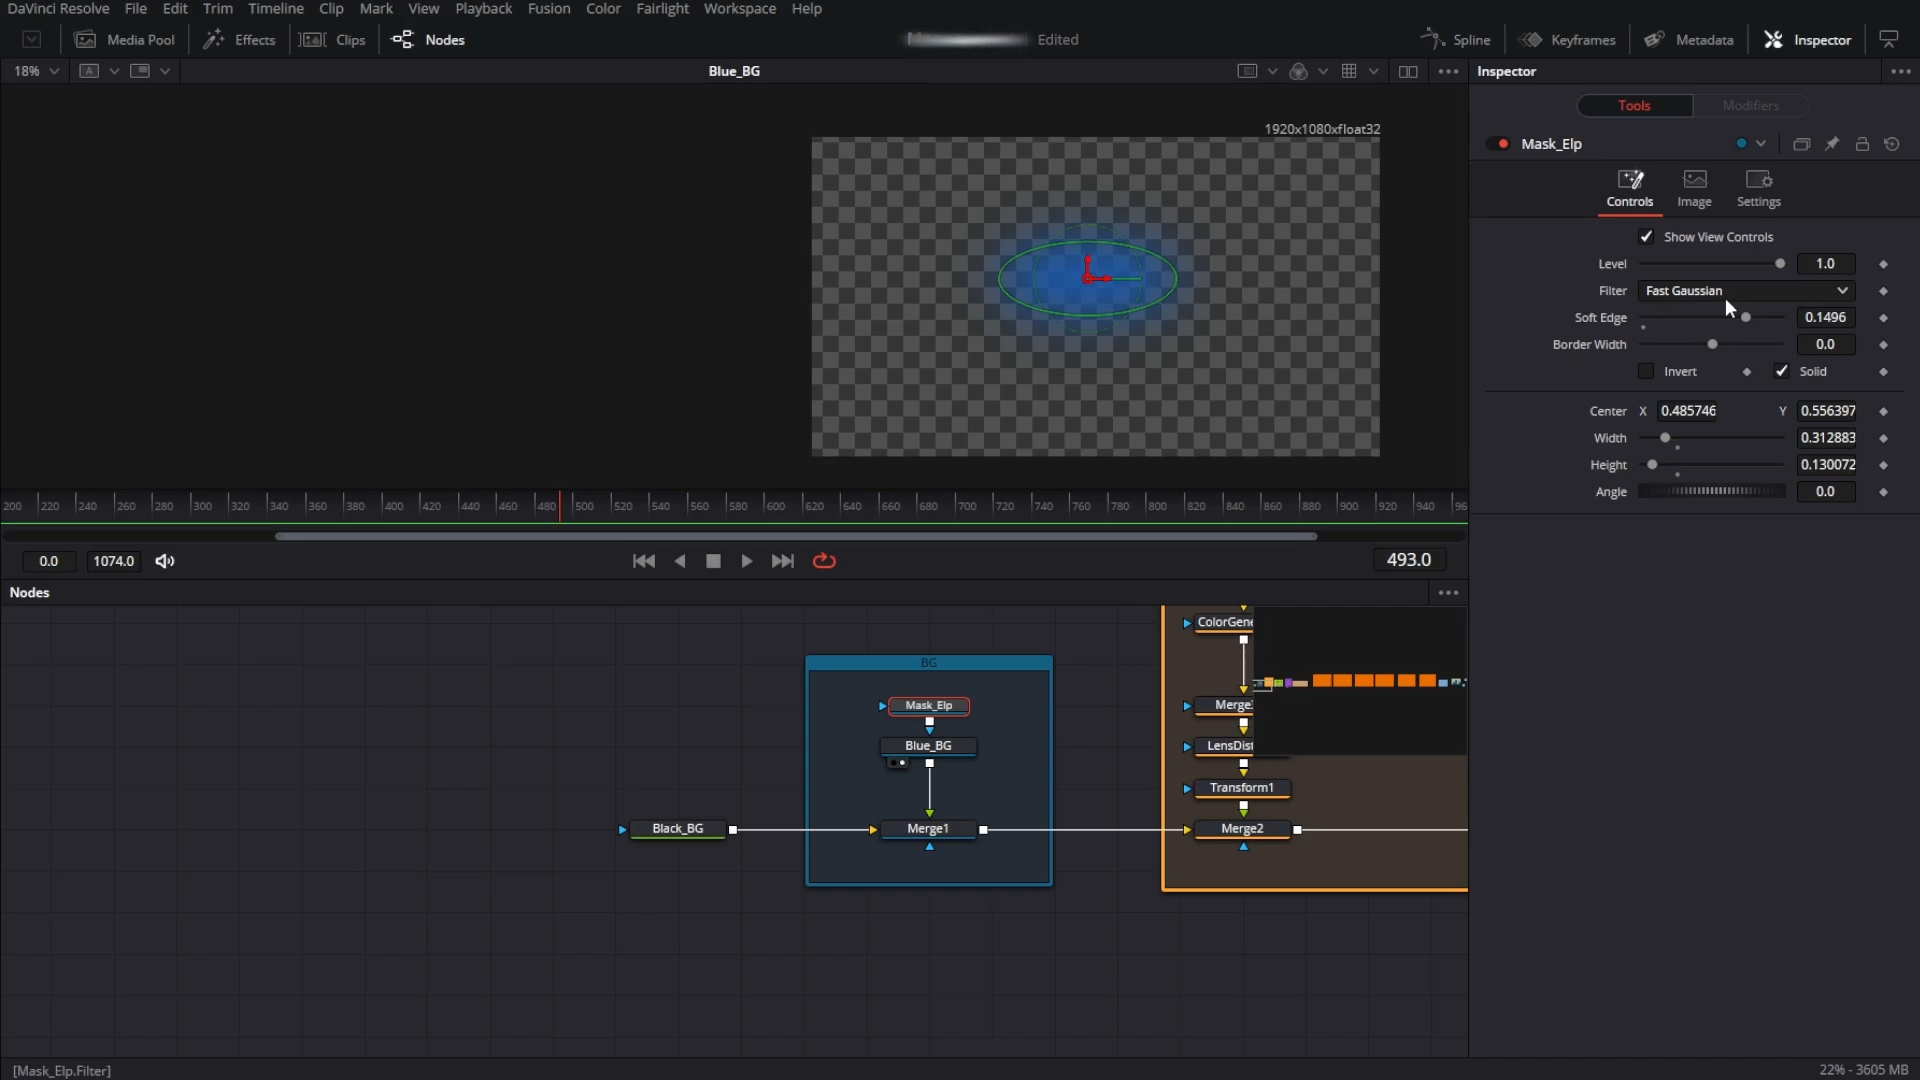 DaVinci Resolve File Edit Trim Timeline Clip Mark View Playback Fusion Color Fairlight Workspace Help
Media Pool Effects Clips Nodes Edited Spline Keyframes Metadata Inspector
18% A Blue_BG Inspector
Tools Modifiers
1920x1080xfloat32
Mask_Elp
Controls Image Settings
Show View Controls
Level 1.0
Filter Fast Gaussian
Soft Edge 0.1496
Border Width 0.0
Invert Solid
Center X 0.485746 Y 0.556397
Width 0.312883
Height 0.130072
Angle 0.0
200 220 240 260 280 300 320 340 360 380 400 420 440 460 480 500 520 540 560 580 600 620 640 660 680 700 720 740 760 780 800 820 840 860 880 900 920 940 96
0.0 1074.0 493.0
Nodes
ColorGene
BG
Mask_Elp Merge
Blue_BG LensDist
Transform1
Black_BG Merge1 Merge2
[Mask_Elp.Filter] 22% - 3605 MB